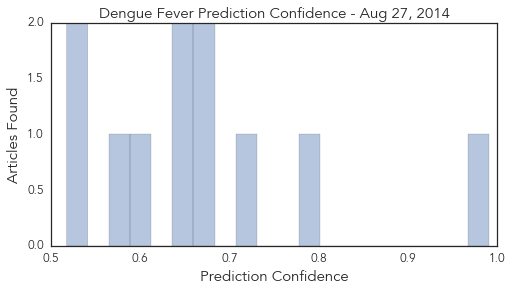 Dengue Fever Prediction Confidence - Aug 27, 2014
2.0
1.5
1.0
0.5
0.0
Articles Found
0.5 0.6 0.7 0.8 0.9 1.0
Prediction Confidence